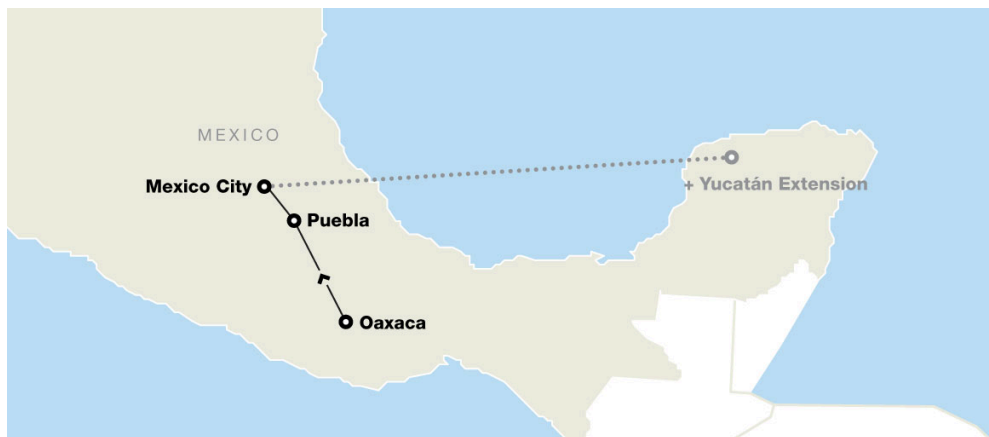 MEXICO
Mexico City
+ Yucatán Extension
Puebla
Oaxaca